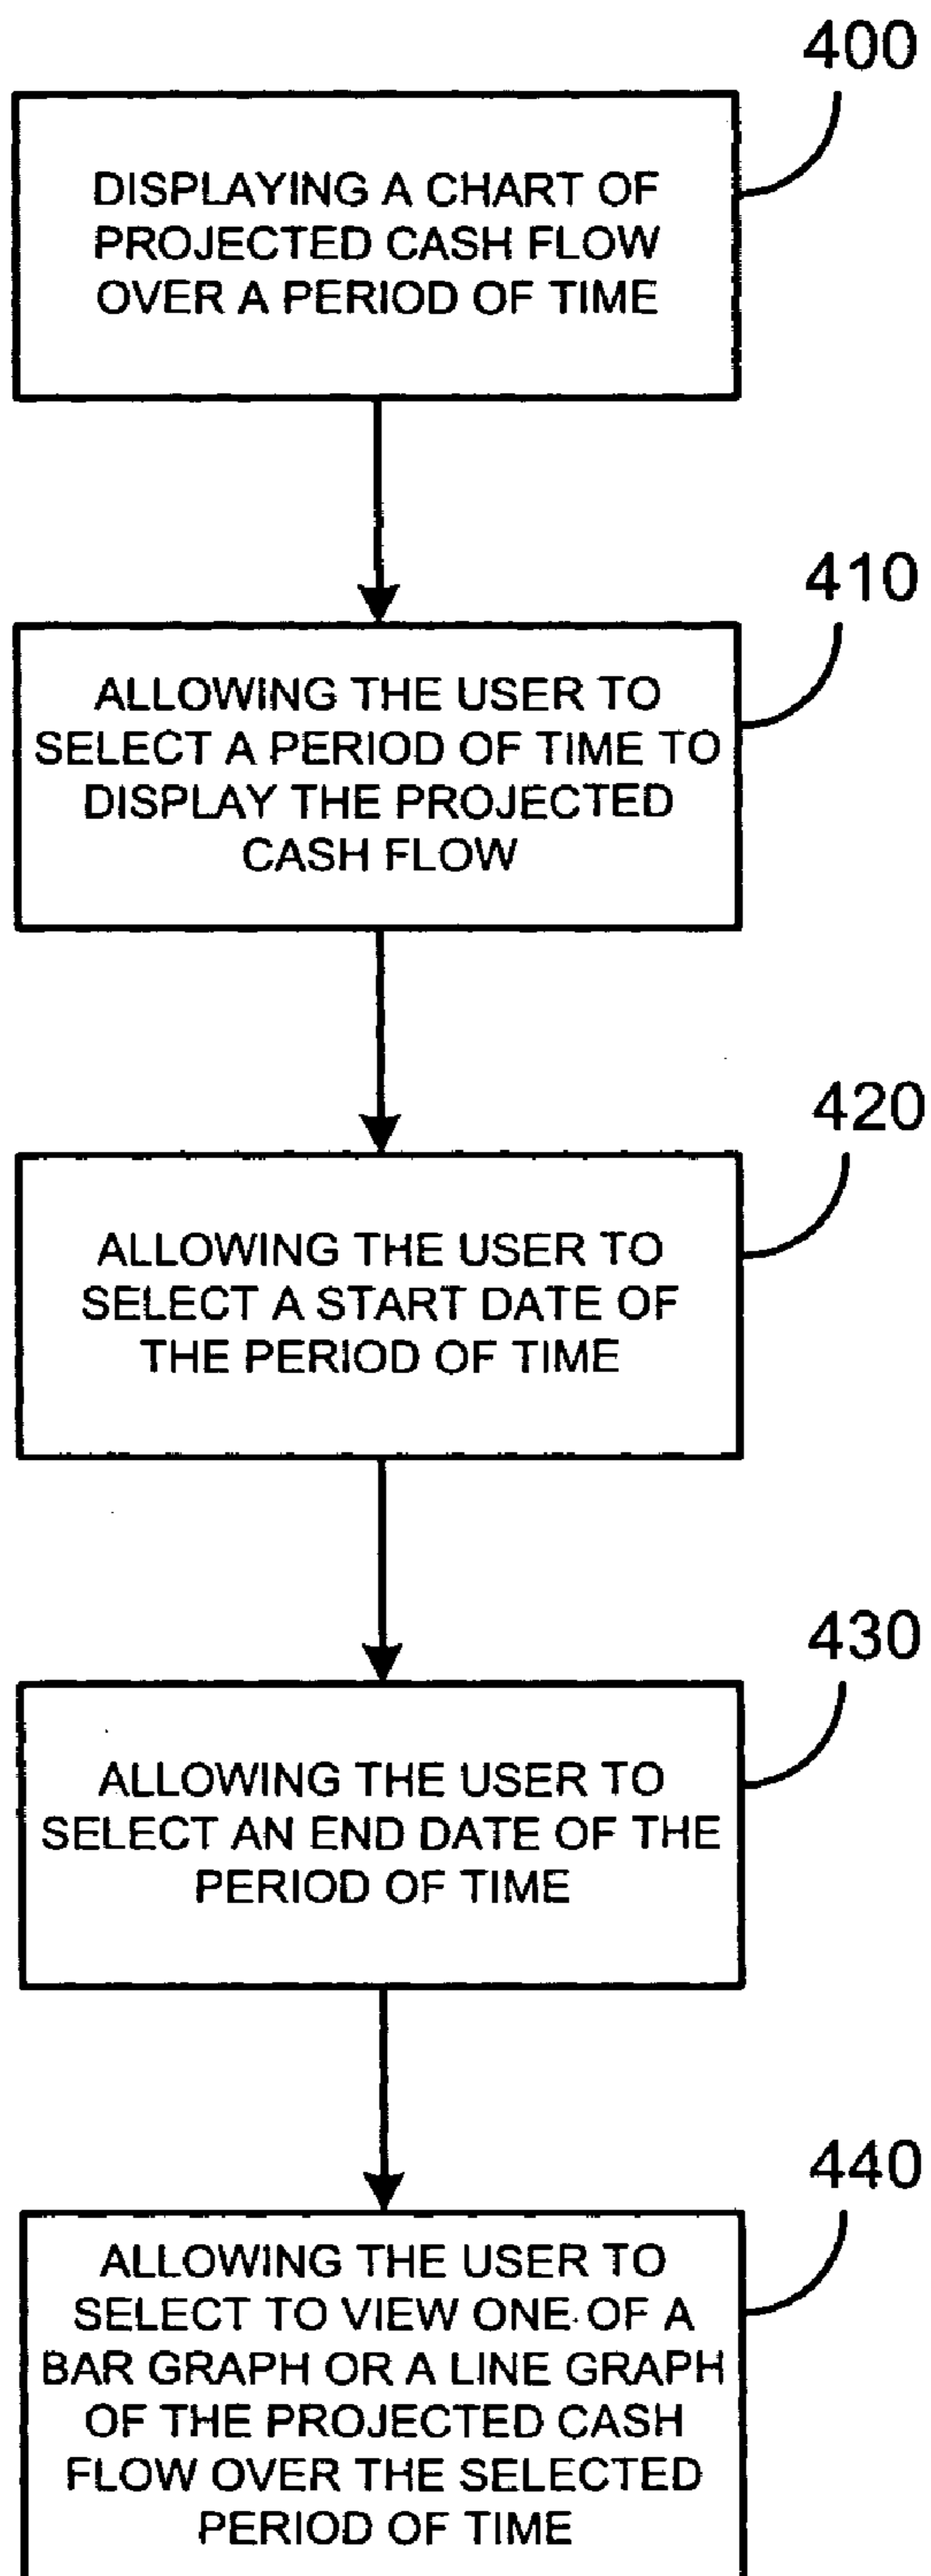 400
DISPLAYING A CHART OF
PROJECTED CASH FLOW
OVER A PERIOD OF TIME
410
ALLOWING THE USER TO
SELECT A PERIOD OF TIME TO
DISPLAY THE PROJECTED
CASH FLOW
420
ALLOWING THE USER TO
SELECT A START DATE OF
THE PERIOD OF TIME
430
ALLOWING THE USER TO
SELECT AN END DATE OF THE
PERIOD OF TIME
440
ALLOWING THE USER TO
SELECT TO VIEW ONE OF A
BAR GRAPH OR A LINE GRAPH
OF THE PROJECTED CASH
FLOW OVER THE SELECTED
PERIOD OF TIME